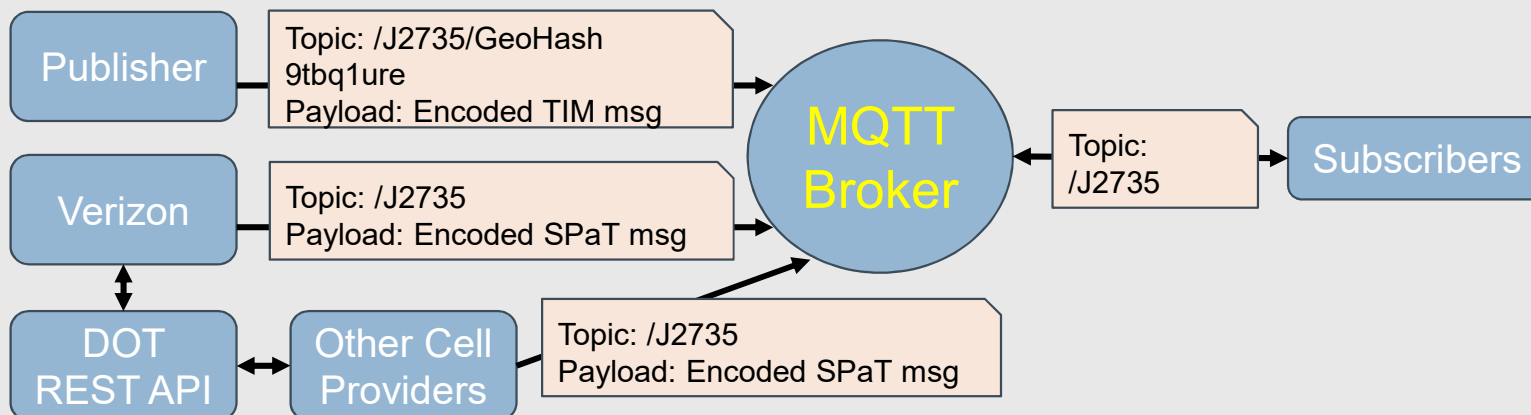 Publisher
Topic: /J2735/GeoHash
9tbq1ure
Payload: Encoded TIM msg
MQTT
Broker
Verizon
Topic: /J2735
Payload: Encoded SPaT msg
Topic:
/J2735
Subscribers
DOT
REST API
Other Cell
Providers
Topic: /J2735
Payload: Encoded SPaT msg